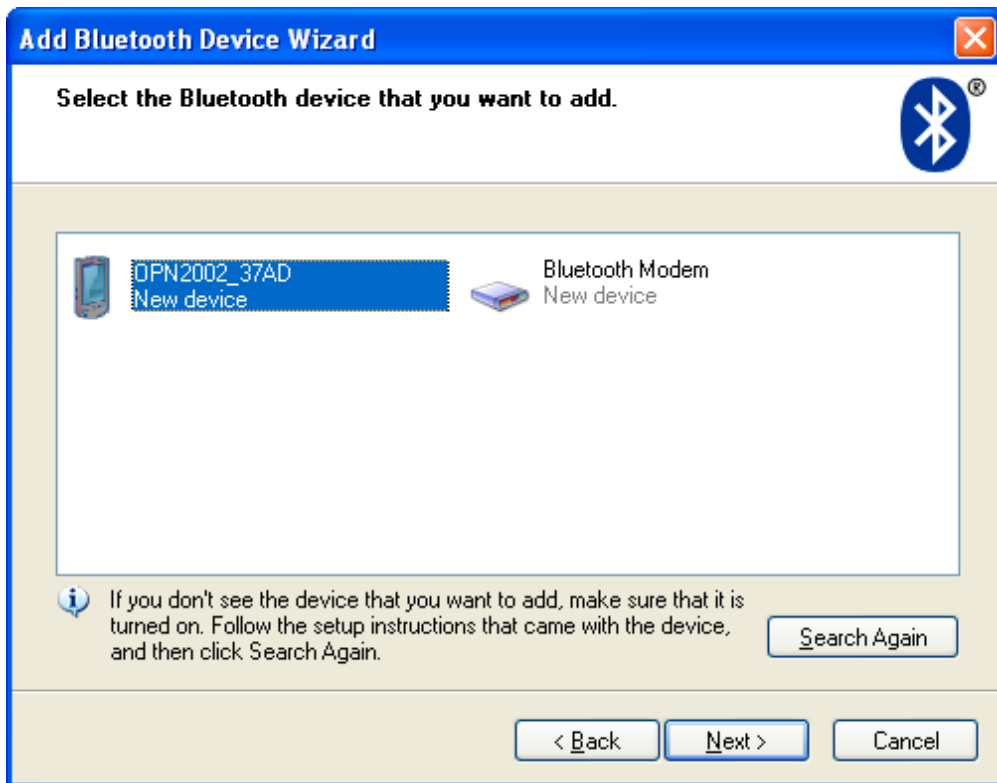 Add Bluetooth Device Wizard
Select the Bluetooth device that you want to add.
®
OPN2002_37AD
New device
Bluetooth Modem
New device
If you don't see the device that you want to add, make sure that it is
turned on. Follow the setup instructions that came with the device,
and then click Search Again.
Search Again
< Back
Next >
Cancel